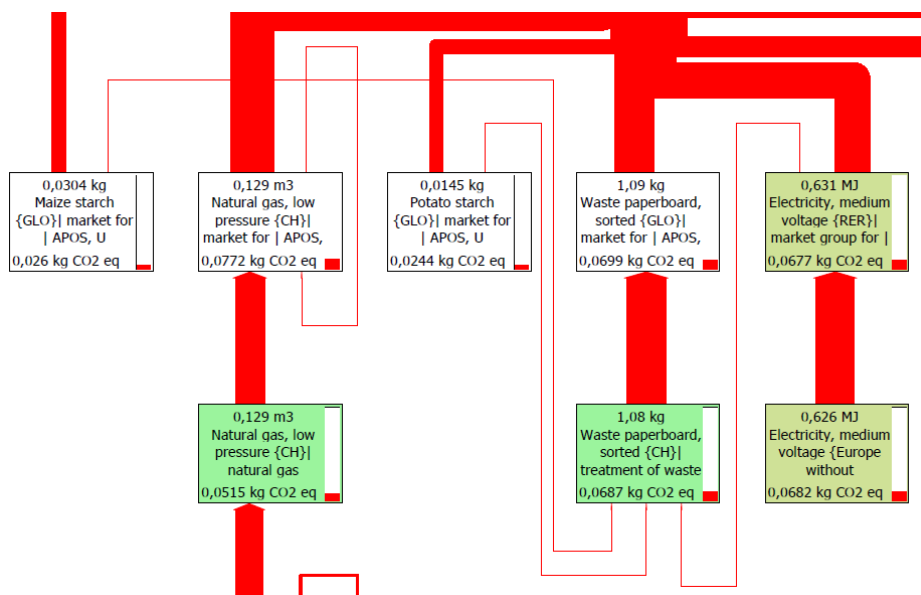 0,0304 kg
Maize starch
{GLO}| market for
| APOS, U
0,026 kg CO2 eq
0,129 m3
Natural gas, low
pressure {CH}|
market for | APOS,
0,0772 kg CO2 eq
0,0145 kg
Potato starch
{GLO}| market for
| APOS, U
0,0244 kg CO2 eq
1,09 kg
Waste paperboard,
sorted {GLO}|
market for | APOS,
0,0699 kg CO2 eq
0,631 MJ
Electricity, medium
voltage {RER}|
market group for |
0,0677 kg CO2 eq
0,129 m3
Natural gas, low
pressure {CH}|
natural gas
0,0515 kg CO2 eq
1,08 kg
Waste paperboard,
sorted {CH}|
treatment of waste
0,0687 kg CO2 eq
0,626 MJ
Electricity, medium
voltage {Europe
without
0,0682 kg CO2 eq